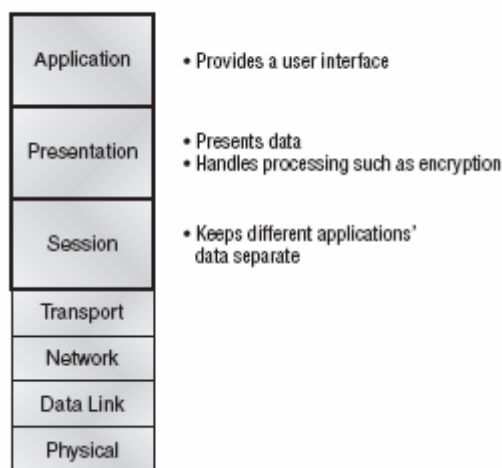 Application
• Provides a user interface
Presentation
• Presents data
• Handles processing such as encryption
Session
• Keeps different applications’
data separate
Transport
Network
Data Link
Physical